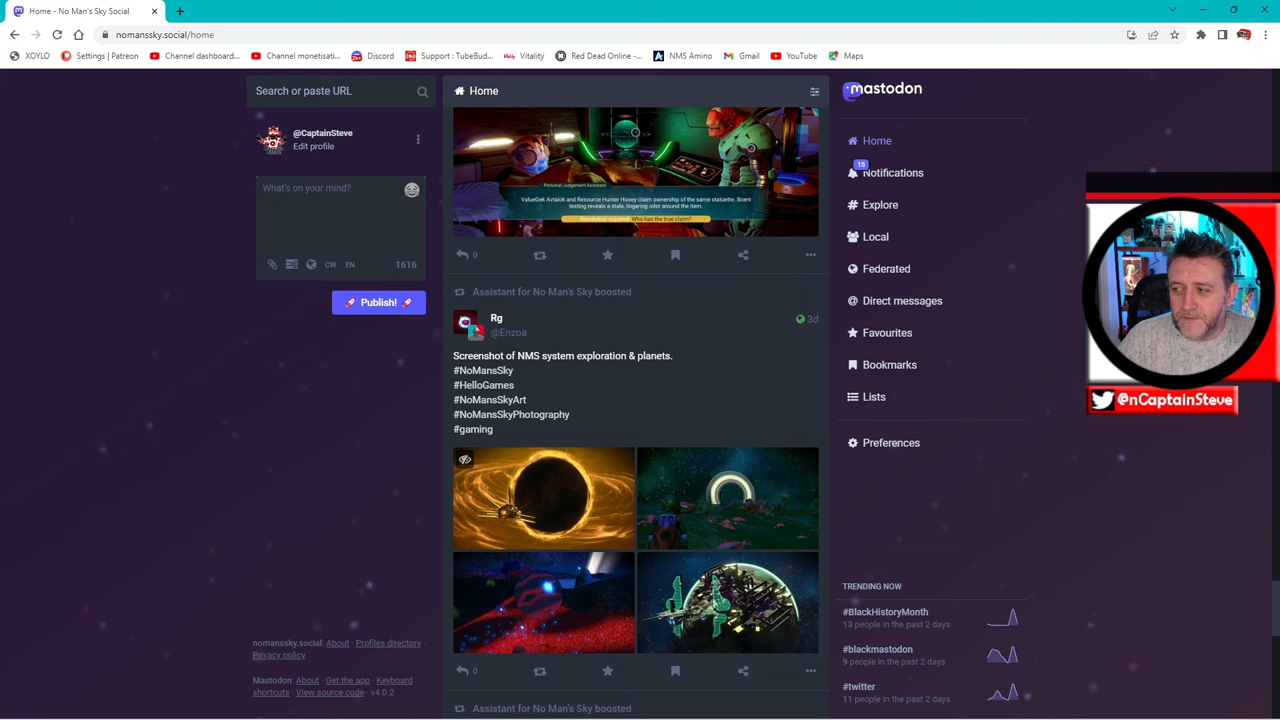 Home - No Man's Sky Social
nomanssky.social/home
XOYLO
Settings | Patreon
Channel dashboard...
Channel monetisati...
Discord
Support : TubeBud...
Vitality
Red Dead Online -...
NMS Amino
Gmail
YouTube
Maps
Search or paste URL
@CaptainSteve
Edit profile
What's on your mind?
CW EN 1616
Publish!
nomanssky.social: About · Profiles directory ·
Privacy policy
Mastodon: About · Get the app · Keyboard
shortcuts · View source code · v4.0.2
Home
Personal Judgement Assistant
ValueGek Avtalok and Resource Hunter Hooey claim ownership of the same statuette. Scent
testing reveals a stale, lingering odor around the item.
Resolution required: Who has the true claim?
0
Assistant for No Man's Sky boosted
Rg
@Enzoa
3d
Screenshot of NMS system exploration & planets.
#NoMansSky
#HelloGames
#NoMansSkyArt
#NoMansSkyPhotography
#gaming
0
Assistant for No Man's Sky boosted
mastodon
Home
15
Notifications
Explore
Local
Federated
Direct messages
Favourites
Bookmarks
Lists
Preferences
TRENDING NOW
#BlackHistoryMonth
13 people in the past 2 days
#blackmastodon
9 people in the past 2 days
#twitter
11 people in the past 2 days
@nCaptainSteve